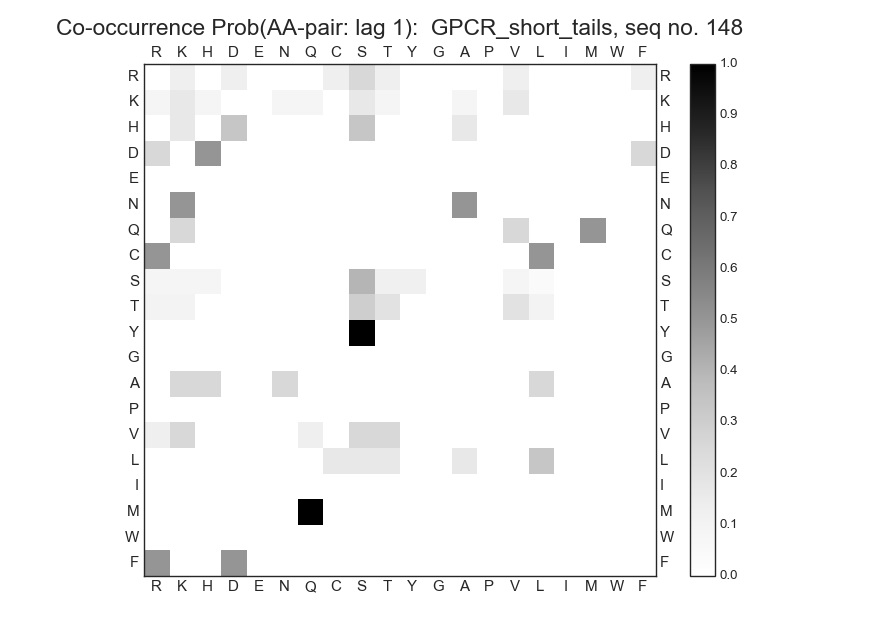 Co-occurrence Prob(AA-pair: lag 1):  GPCR_short_tails, seq no. 148
R K H D E N Q C S T Y G A P V L I M W F
R R 1.0
K K
0.9
H H
D D 0.8
E E
N N 0.7
Q Q
C C 0.6
S S
T T 0.5
Y Y
G G 0.4
A A
P P 0.3
V V
L L 0.2
I I
M M 0.1
W W
F F 0.0
R K H D E N Q C S T Y G A P V L I M W F